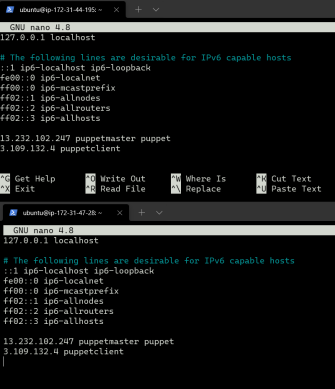 ubuntu@ip-172-31-44-195: ~
GNU nano 4.8
127.0.0.1 localhost
# The following lines are desirable for IPv6 capable hosts
::1 ip6-localhost ip6-loopback
fe00::0 ip6-localnet
ff00::0 ip6-mcastprefix
ff02::1 ip6-allnodes
ff02::2 ip6-allrouters
ff02::3 ip6-allhosts
13.232.102.247 puppetmaster puppet
3.109.132.4 puppetclient
^G Get Help ^O Write Out ^W Where Is ^K Cut Text
^X Exit ^R Read File ^\ Replace ^U Paste Text
ubuntu@ip-172-31-47-28: ~
GNU nano 4.8
127.0.0.1 localhost
# The following lines are desirable for IPv6 capable hosts
::1 ip6-localhost ip6-loopback
fe00::0 ip6-localnet
ff00::0 ip6-mcastprefix
ff02::1 ip6-allnodes
ff02::2 ip6-allrouters
ff02::3 ip6-allhosts
13.232.102.247 puppetmaster puppet
3.109.132.4 puppetclient